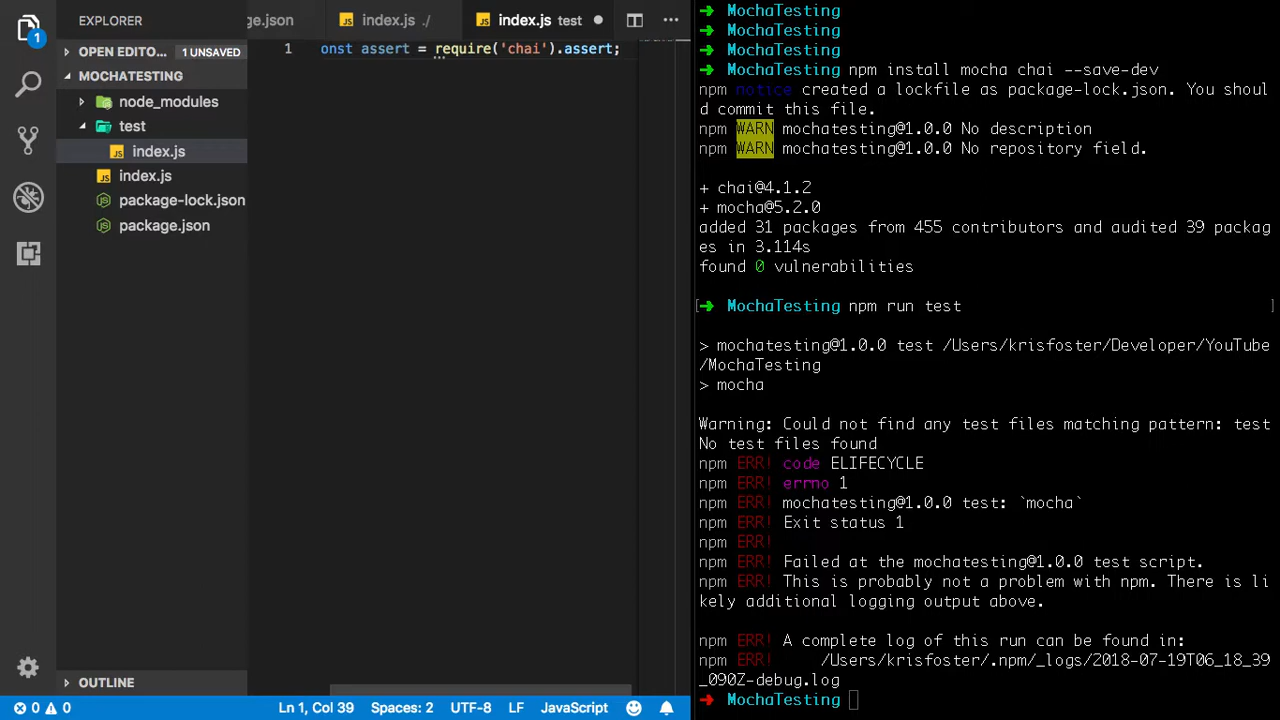 EXPLORER
1
OPEN EDITO... 1 UNSAVED
MOCHATESTING
node_modules
test
index.js
index.js
package-lock.json
package.json
OUTLINE
ge.json index.js ./ index.js test
1 onst assert = require('chai').assert;
0 0 Ln 1, Col 39 Spaces: 2 UTF-8 LF JavaScript
MochaTesting
MochaTesting
MochaTesting
MochaTesting npm install mocha chai --save-dev
npm notice created a lockfile as package-lock.json. You shoul
d commit this file.
npm WARN mochatesting@1.0.0 No description
npm WARN mochatesting@1.0.0 No repository field.
+ chai@4.1.2
+ mocha@5.2.0
added 31 packages from 455 contributors and audited 39 packag
es in 3.114s
found 0 vulnerabilities
[➜ MochaTesting npm run test ]
> mochatesting@1.0.0 test /Users/krisfoster/Developer/YouTube
/MochaTesting
> mocha
Warning: Could not find any test files matching pattern: test
No test files found
npm ERR! code ELIFECYCLE
npm ERR! errno 1
npm ERR! mochatesting@1.0.0 test: `mocha`
npm ERR! Exit status 1
npm ERR!
npm ERR! Failed at the mochatesting@1.0.0 test script.
npm ERR! This is probably not a problem with npm. There is li
kely additional logging output above.
npm ERR! A complete log of this run can be found in:
npm ERR! /Users/krisfoster/.npm/_logs/2018-07-19T06_18_39
_090Z-debug.log
MochaTesting